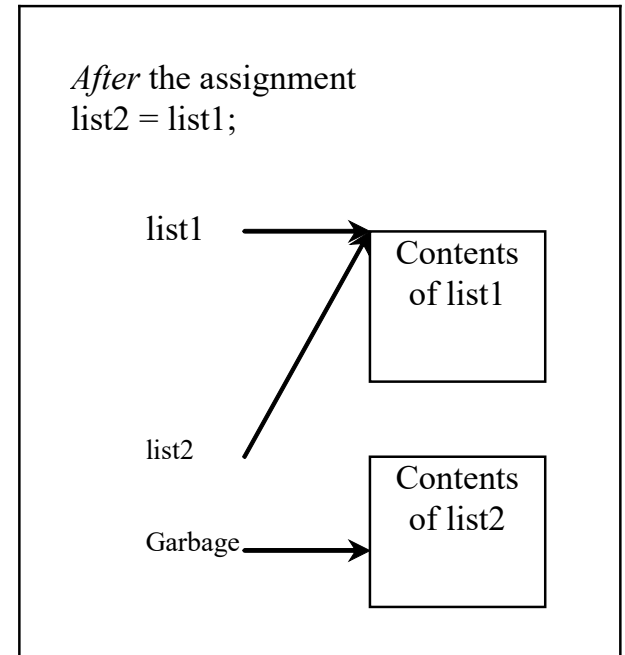 After the assignment
list2 = list1;
list1
Contents
of list1
list2
Contents
of list2
Garbage